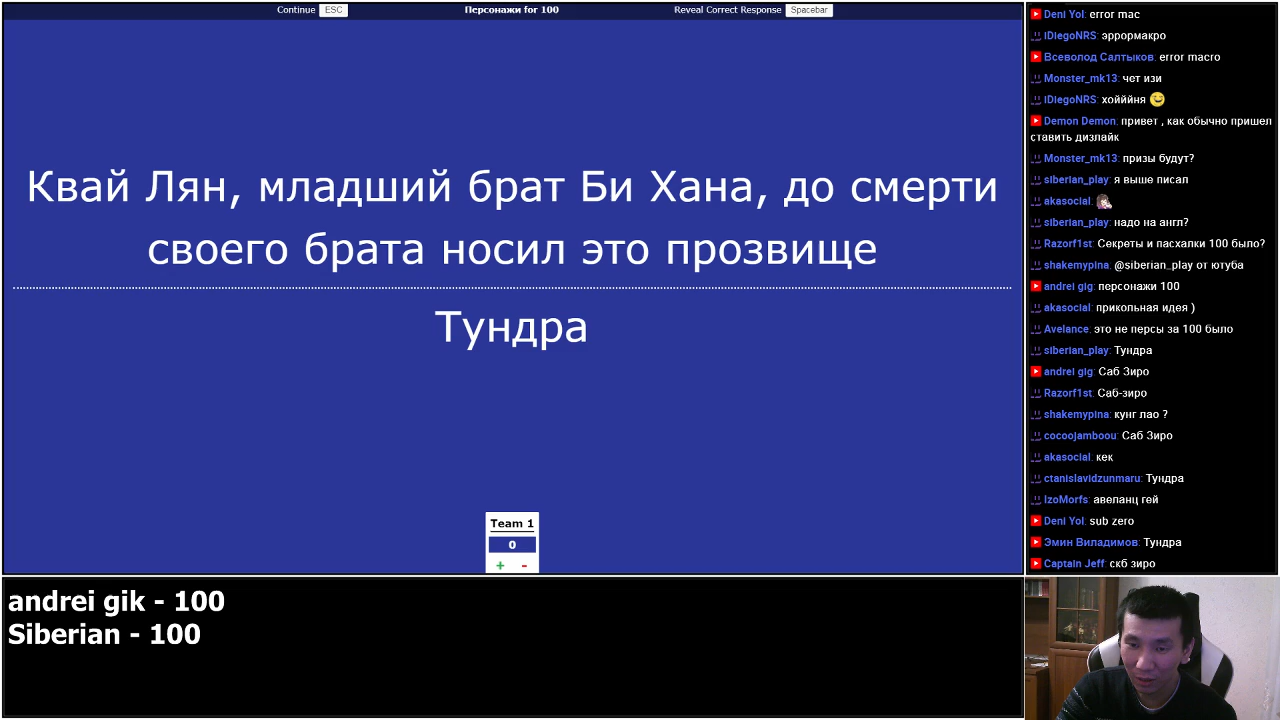 Continue ESC
Персонажи for 100
Reveal Correct Response Spacebar
Квай Лян, младший брат Би Хана, до смерти
своего брата носил это прозвище
Тундра
Team 1
0
+ -
andrei gik - 100
Siberian - 100
Deni Yol: error mac
iDiegoNRS: эррормакро
Всеволод Салтыков: error macro
Monster_mk13: чет изи
iDiegoNRS: хойййня
Demon Demon: привет , как обычно пришел
ставить дизлайк
Monster_mk13: призы будут?
siberian_play: я выше писал
akasocial:
siberian_play: надо на англ?
Razorf1st: Секреты и пасхалки 100 было?
shakemypina: @siberian_play от ютуба
andrei gig: персонажи 100
akasocial: прикольная идея )
Avelance: это не персы за 100 было
siberian_play: Тундра
andrei gig: Саб Зиро
Razorf1st: Саб-зиро
shakemypina: кунг лао ?
cocoojamboou: Саб Зиро
akasocial: кек
ctanislavidzunmaru: Тундра
IzoMorfs: авеланц гей
Deni Yol: sub zero
Эмин Виладимов: Тундра
Captain Jeff: скб зиро